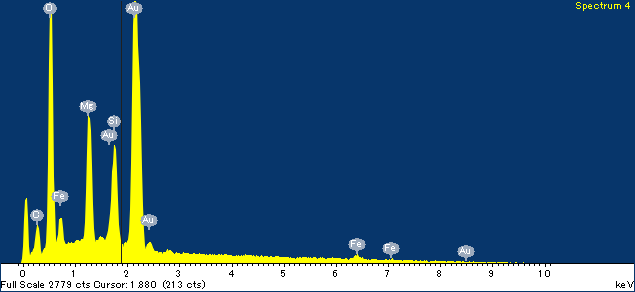 Spectrum 4
O
Au
Mg
Si
Au
Fe
C
Au
Fe
Fe
Au
0 1 2 3 4 5 6 7 8 9 10
Full Scale 2779 cts Cursor: 1.880 (213 cts) keV